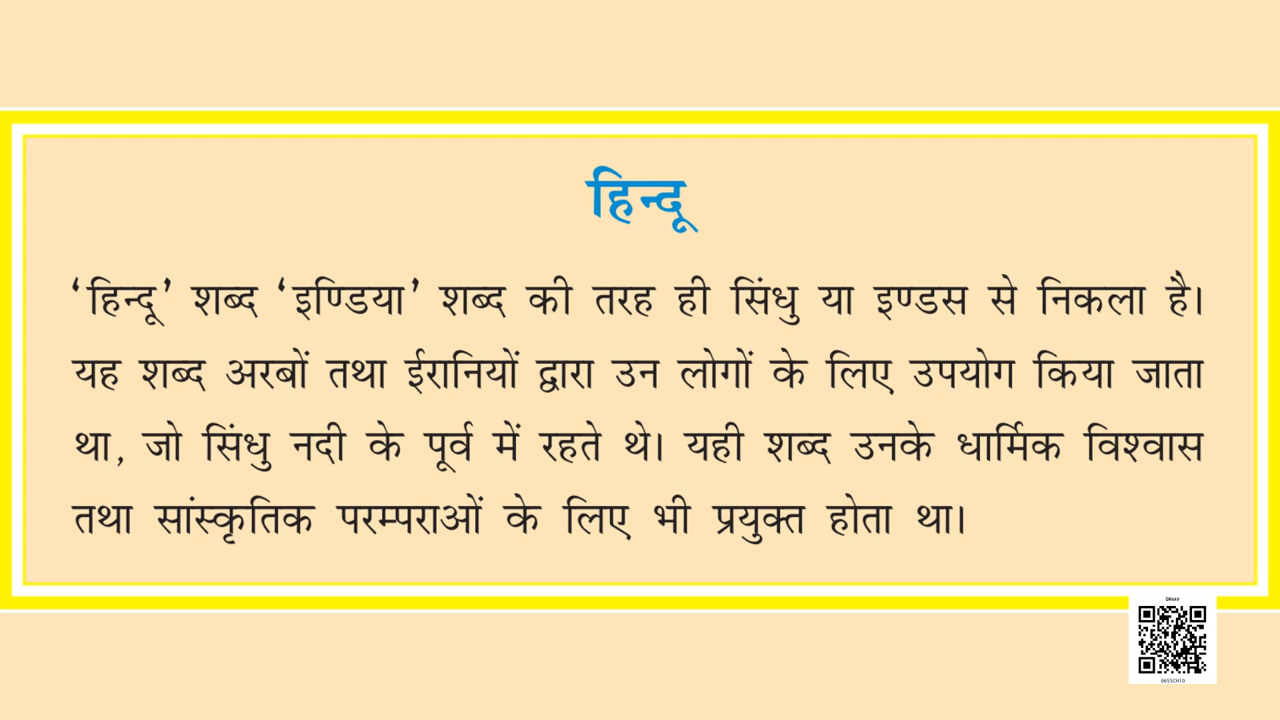 हिन्दू
‘हिन्दू’ शब्द ‘इण्डिया’ शब्द की तरह ही सिंधु या इण्डस से निकला है।
यह शब्द अरबों तथा ईरानियों द्वारा उन लोगों के लिए उपयोग किया जाता
था, जो सिंधु नदी के पूर्व में रहते थे। यही शब्द उनके धार्मिक विश्वास
तथा सांस्कृतिक परम्पराओं के लिए भी प्रयुक्त होता था।
0655CH10